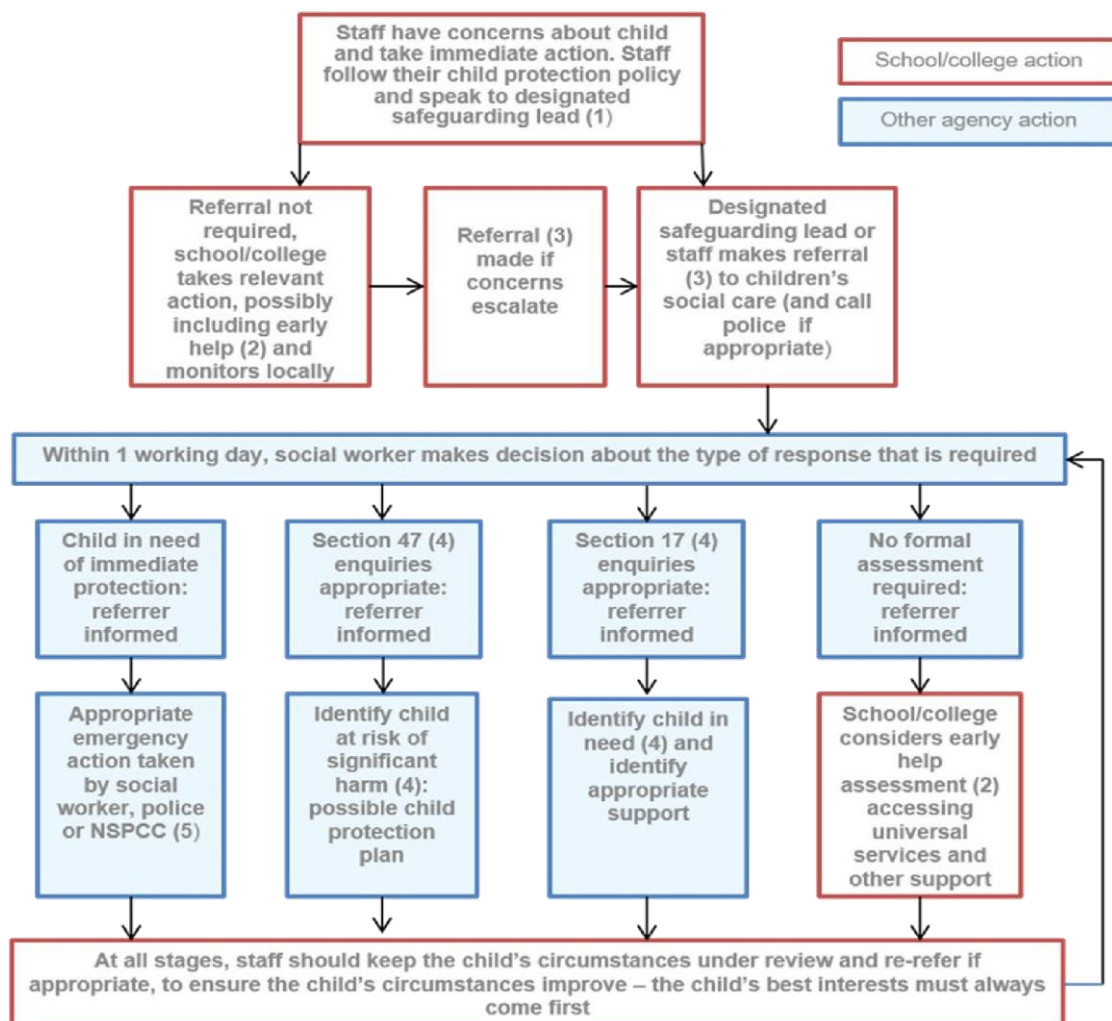 Staff have concerns about child
and take immediate action. Staff
follow their child protection policy
and speak to designated
safeguarding lead (1)
School/college action
Other agency action
Referral not
required,
school/college
takes relevant
action, possibly
including early
help (2) and
monitors locally
Referral (3)
made if
concerns
escalate
Designated
safeguarding lead or
staff makes referral
(3) to children's
social care (and call
police if
appropriate)
Within 1 working day, social worker makes decision about the type of response that is required
Child in need
of immediate
protection:
referrer
informed
Section 47 (4)
enquiries
appropriate:
referrer
informed
Section 17 (4)
enquiries
appropriate:
referrer
informed
No formal
assessment
required:
referrer
informed
Appropriate
emergency
action taken
by social
worker, police
or NSPCC (5)
Identify child
at risk of
significant
harm (4):
possible child
protection
plan
Identify child in
need (4) and
identify
appropriate
support
School/college
considers early
help
assessment (2)
accessing
universal
services and
other support
At all stages, staff should keep the child's circumstances under review and re-refer if
appropriate, to ensure the child's circumstances improve – the child's best interests must always
come first